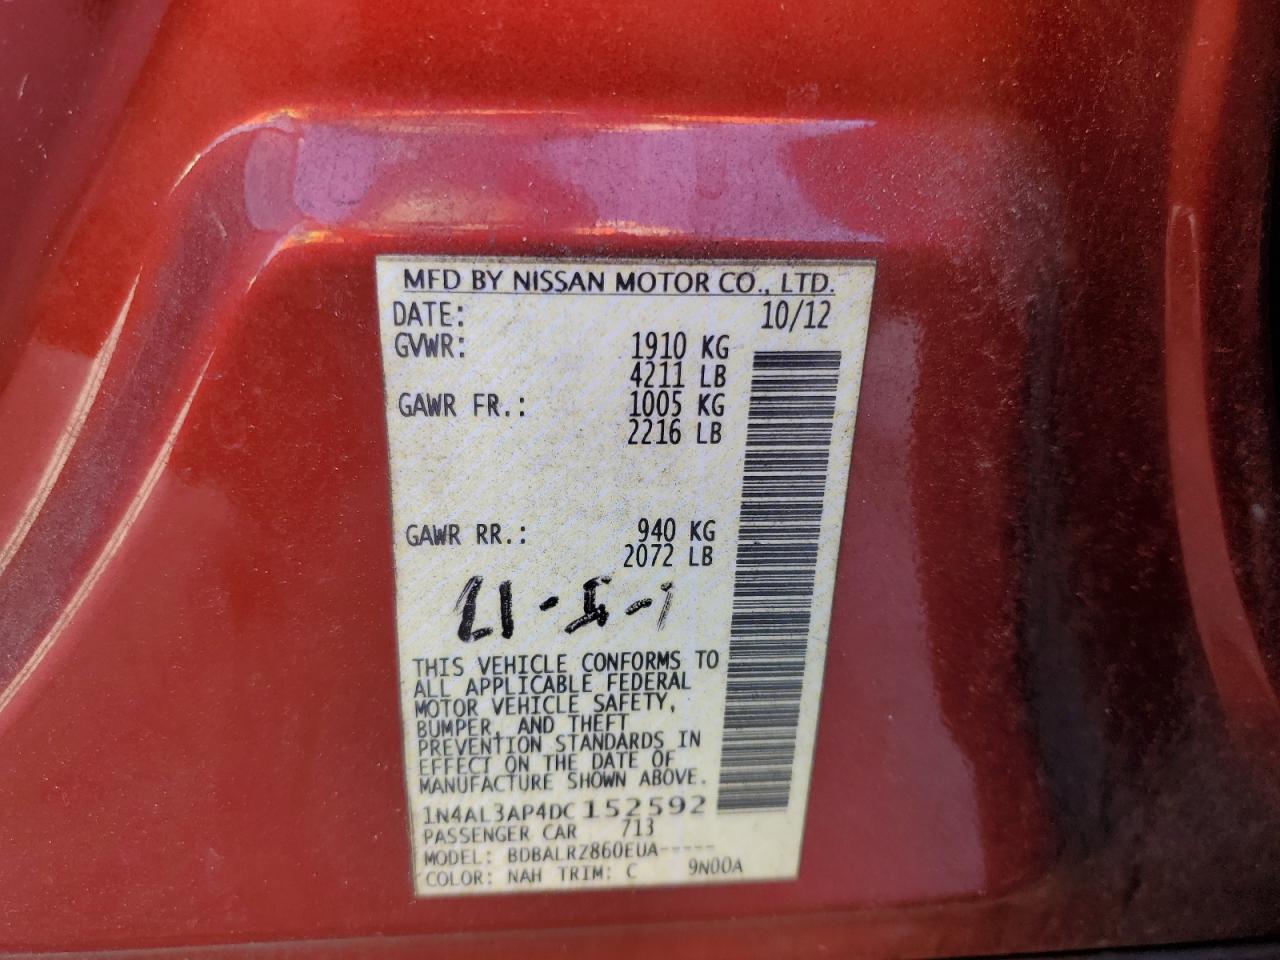 MFD BY NISSAN MOTOR CO., LTD.
DATE: 10/12
GVWR: 1910 KG
4211 LB
GAWR FR.: 1005 KG
2216 LB
GAWR RR.: 940 KG
2072 LB
THIS VEHICLE CONFORMS TO
ALL APPLICABLE FEDERAL
MOTOR VEHICLE SAFETY,
BUMPER, AND THEFT
PREVENTION STANDARDS IN
EFFECT ON THE DATE OF
MANUFACTURE SHOWN ABOVE.
1N4AL3AP4DC152592
PASSENGER CAR 713
MODEL: BDBALRZ860EUA-----
COLOR: NAH TRIM: C 9N00A